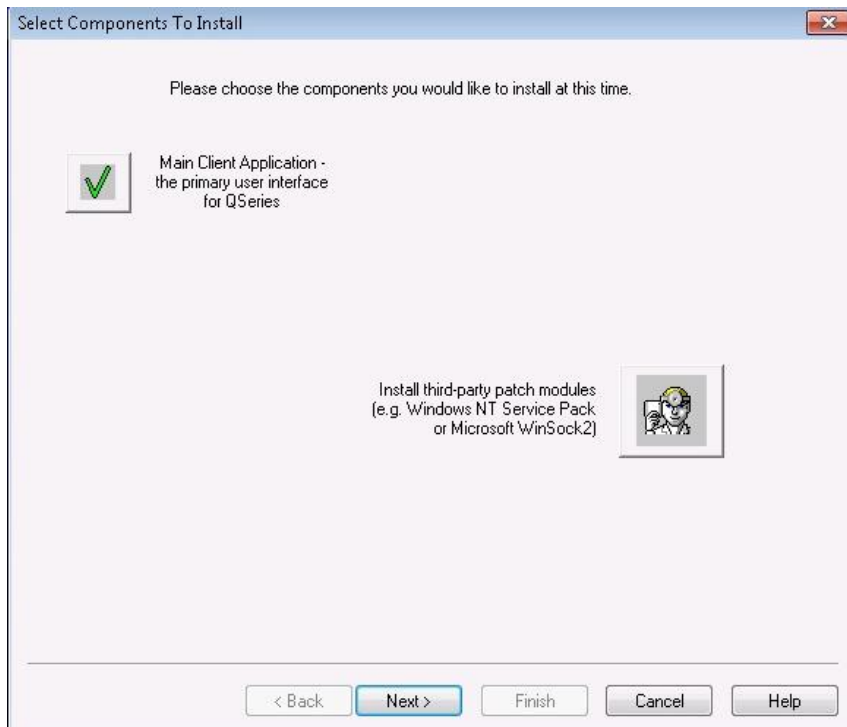 Select Components To Install
Please choose the components you would like to install at this time.
Main Client Application -
the primary user interface
for QSeries
Install third-party patch modules
(e.g. Windows NT Service Pack
or Microsoft WinSock2)
< Back Next > Finish Cancel Help